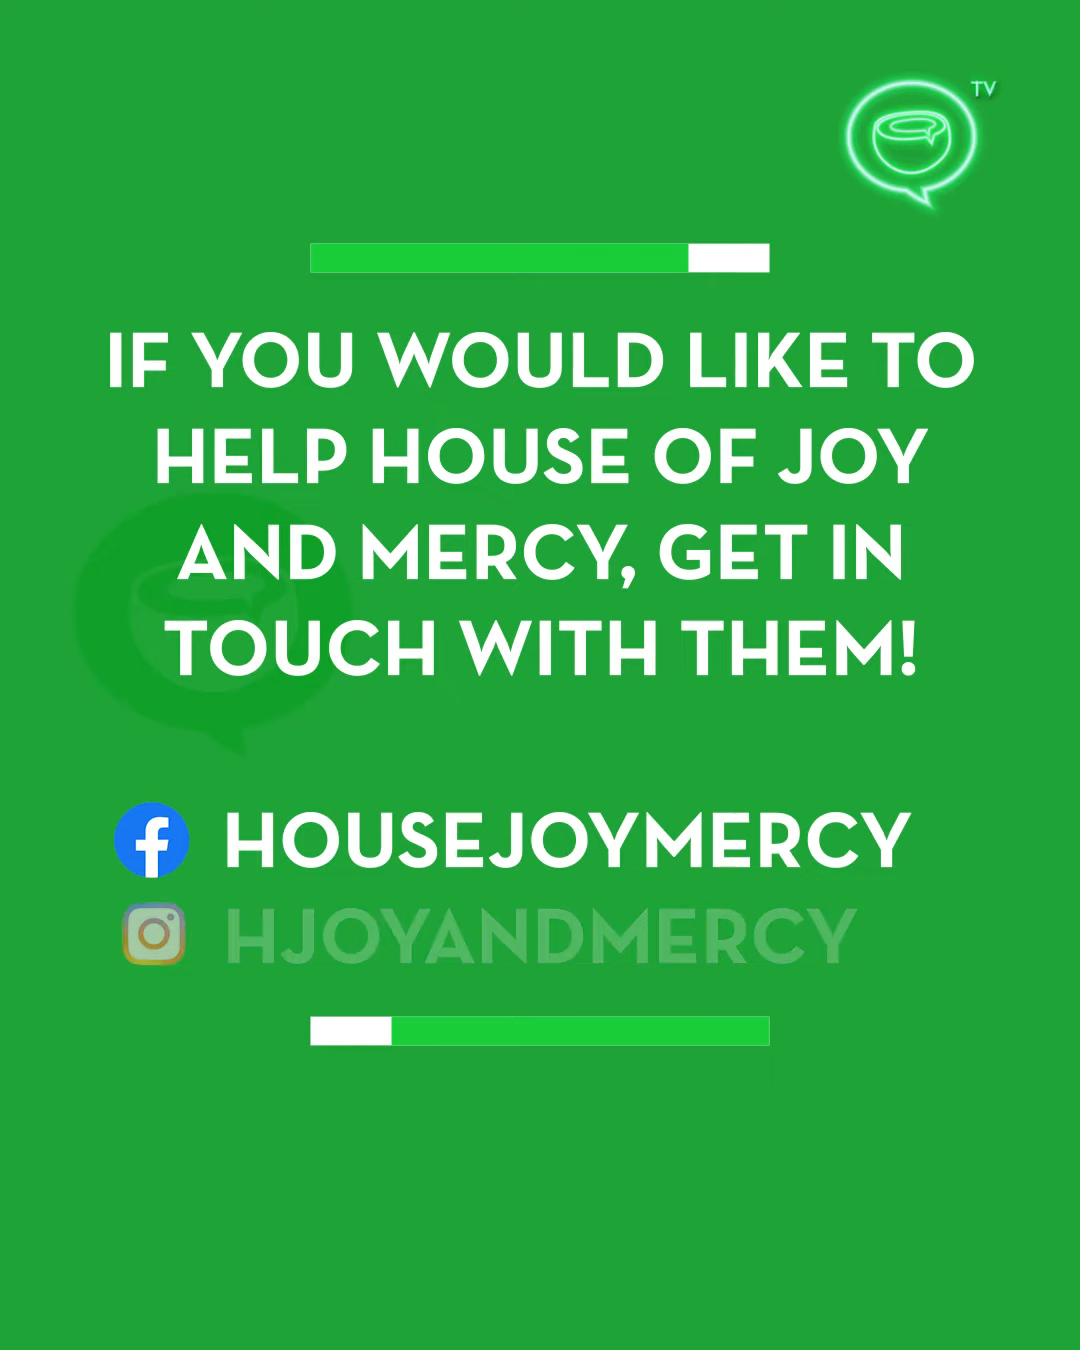 TV
IF YOU WOULD LIKE TO
HELP HOUSE OF JOY
AND MERCY, GET IN
TOUCH WITH THEM!
HOUSEJOYMERCY
HJOYANDMERCY